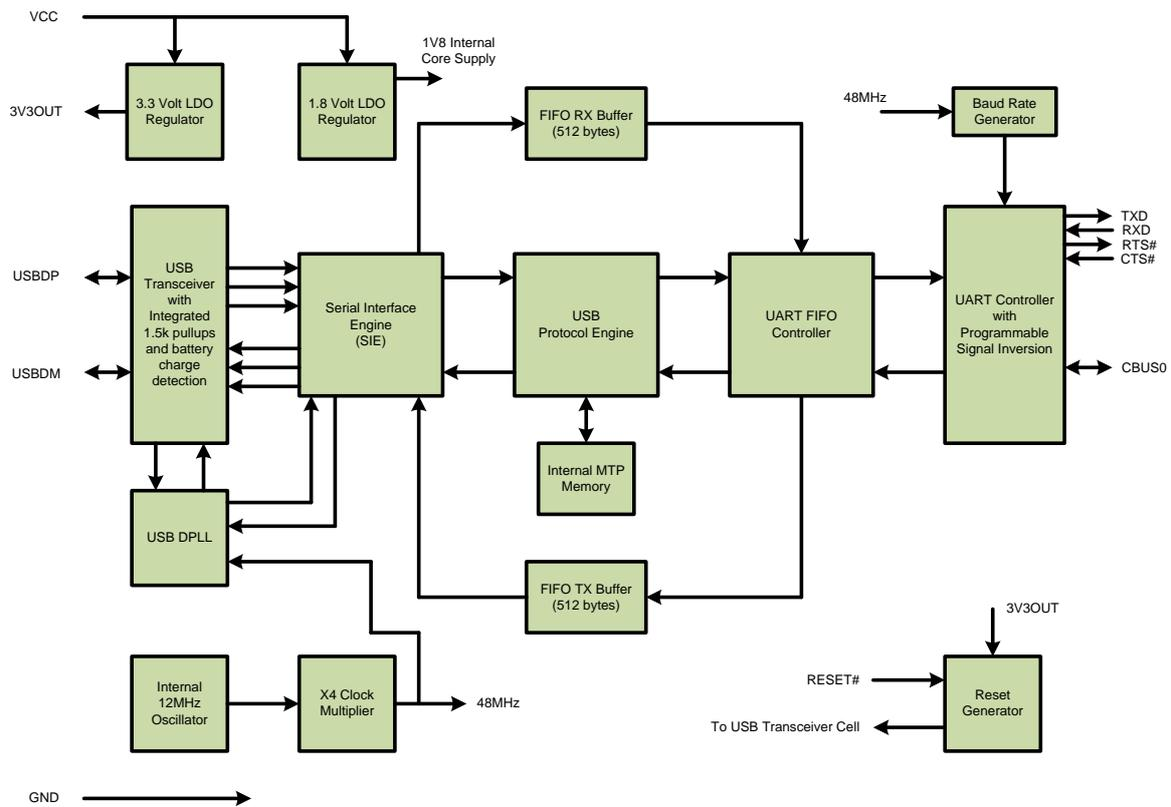 VCC
1V8 Internal
Core Supply
3.3 Volt LDO
Regulator
1.8 Volt LDO
Regulator
3V3OUT
FIFO RX Buffer
(512 bytes)
48MHz
Baud Rate
Generator
USBDP
USBDM
USB
Transceiver
with
Integrated
1.5k pullups
and battery
charge
detection
Serial Interface
Engine
(SIE)
USB
Protocol Engine
UART FIFO
Controller
UART Controller
with
Programmable
Signal Inversion
TXD
RXD
RTS#
CTS#
CBUS0
Internal MTP
Memory
USB DPLL
FIFO TX Buffer
(512 bytes)
Internal
12MHz
Oscillator
X4 Clock
Multiplier
48MHz
3V3OUT
RESET#
To USB Transceiver Cell
Reset
Generator
GND